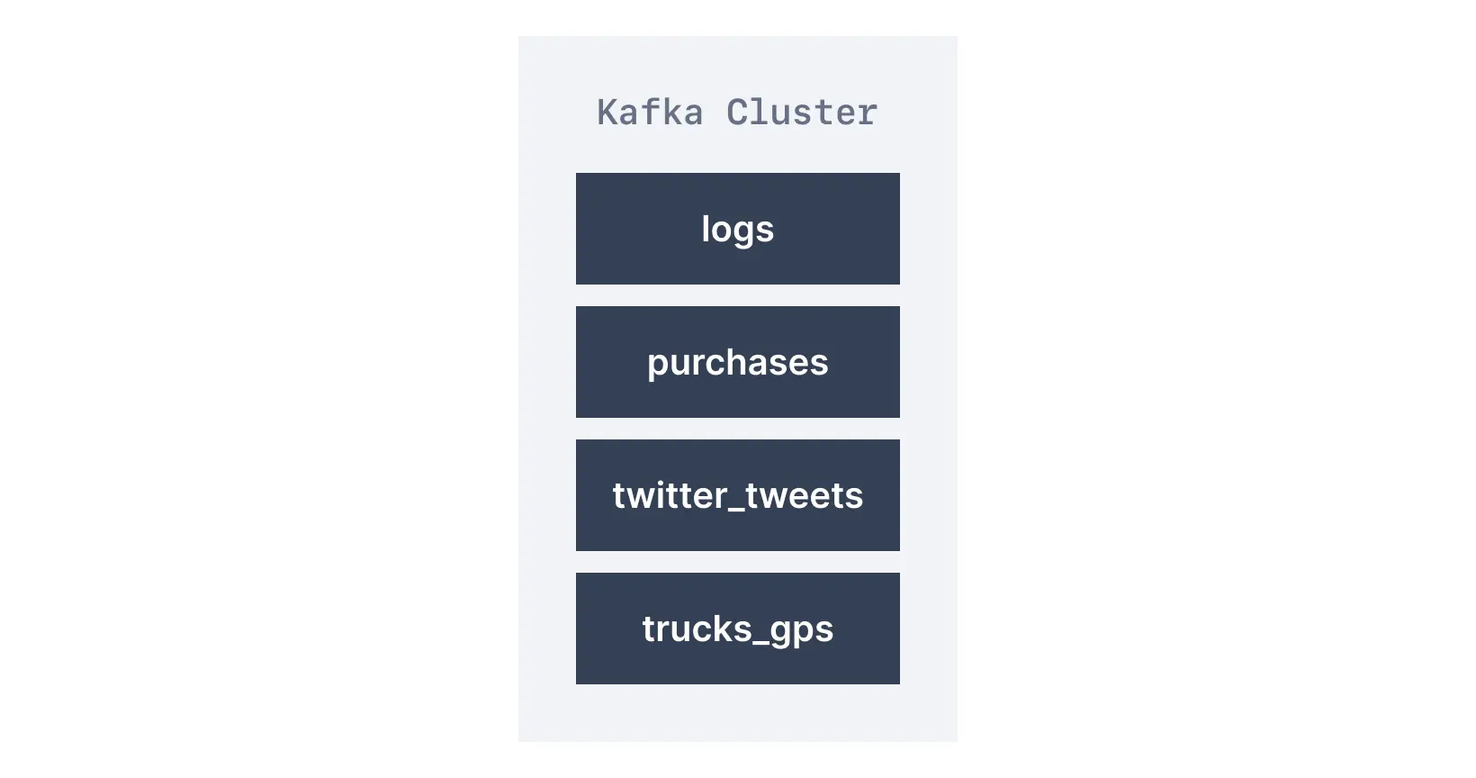 Kafka Cluster
logs
purchases
twitter_tweets
trucks_gps